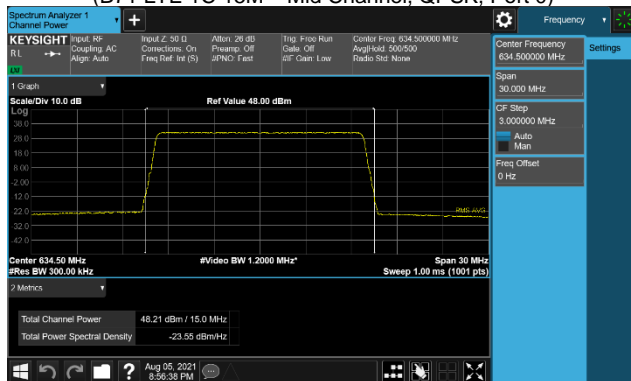 (B71 LTE 1C 15M – Mid Channel, QPSK, Port 0)
Spectrum Analyzer 1
Channel Power
Frequency
KEYSIGHT
RL
Input: RF
Coupling: AC
Align: Auto
Input Z: 50 Ω
Corrections: On
Freq Ref: Int (S)
Atten: 26 dB
Preamp: Off
#PNO: Fast
Trig: Free Run
Gate: Off
#IF Gain: Low
Center Freq: 634.500000 MHz
Avg|Hold: 500/500
Radio Std: None
Center Frequency
634.500000 MHz
Settings
Span
30.000 MHz
CF Step
3.000000 MHz
Auto
Man
Freq Offset
0 Hz
1 Graph
Scale/Div 10.0 dB
Ref Value 48.00 dBm
Log
38.0
28.0
18.0
8.00
-2.00
-12.0
-22.0
-32.0
-42.0
RMS AVG
Center 634.50 MHz
#Video BW 1.2000 MHz*
Span 30 MHz
#Res BW 300.00 kHz
Sweep 1.00 ms (1001 pts)
2 Metrics
Total Channel Power
48.21 dBm / 15.0 MHz
Total Power Spectral Density
-23.55 dBm/Hz
?
Aug 05, 2021
8:56:38 PM